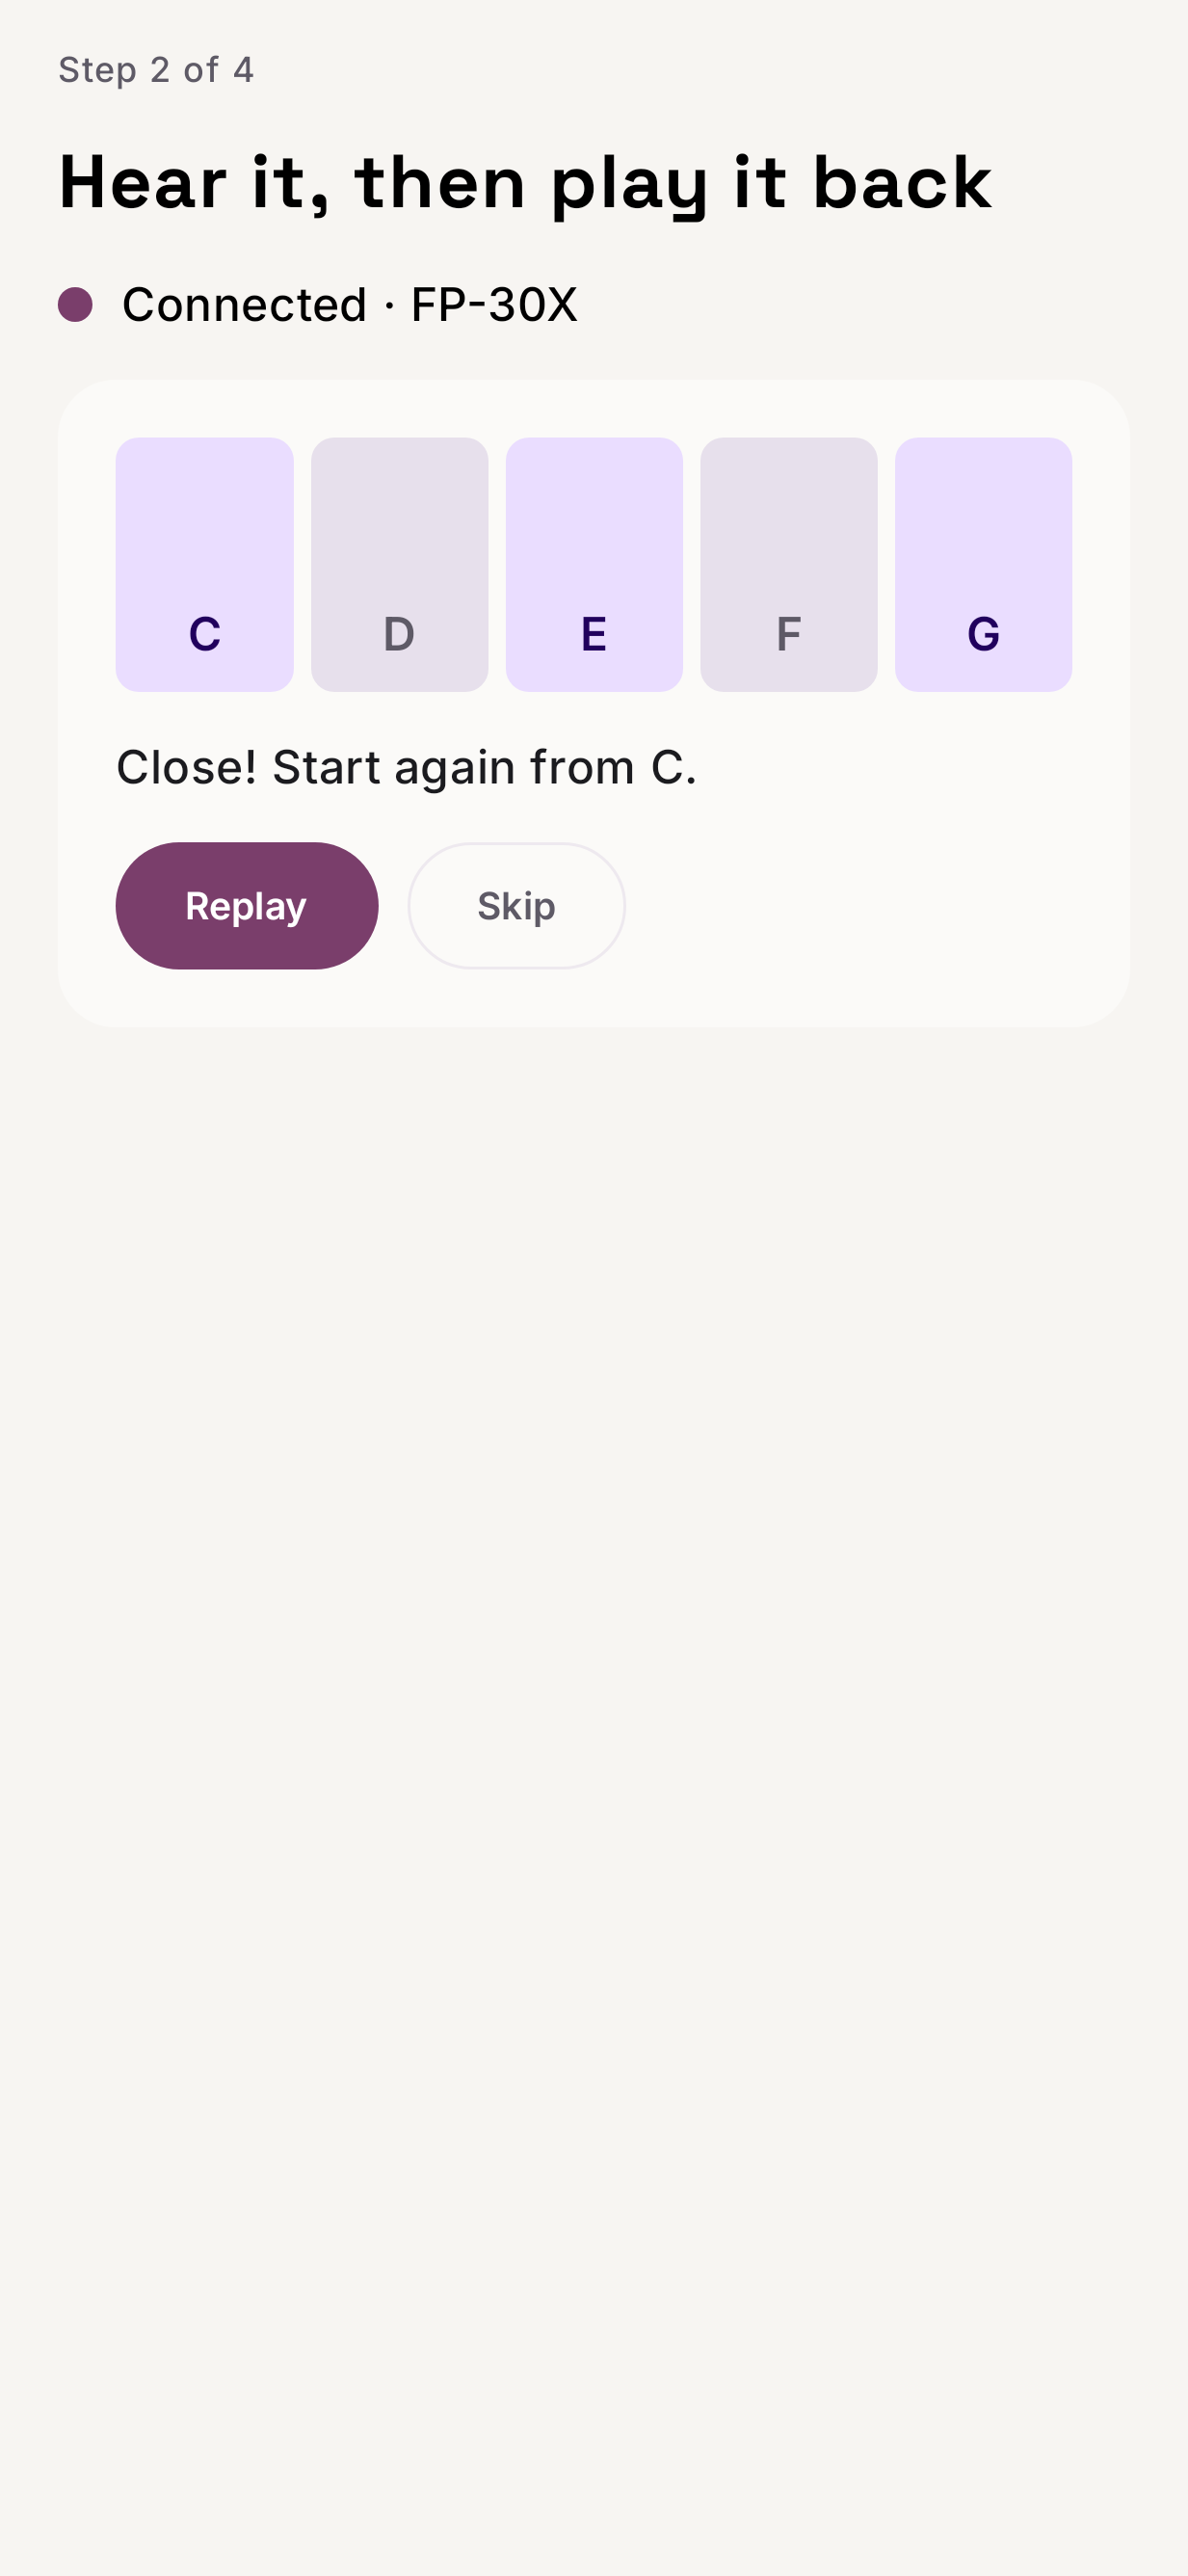 Step 2 of 4
Hear it, then play it back
Connected · FP-30X
C D E F G
Close! Start again from C.
Replay Skip